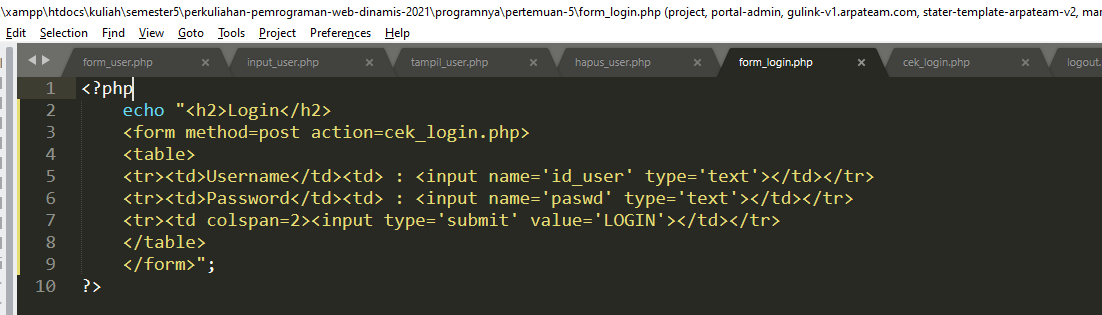 \xampp\htdocs\kuliah\semester5\perkuliahan-pemrograman-web-dinamis-2021\programnya\pertemuan-5\form_login.php (project, portal-admin, gulink-v1.arpateam.com, stater-template-arpateam-v2, mar
Edit Selection Find View Goto Tools Project Preferences Help
form_user.php × input_user.php × tampil_user.php × hapus_user.php × form_login.php × cek_login.php × logout.
1 <?php
2 echo "<h2>Login</h2>
3 <form method=post action=cek_login.php>
4 <table>
5 <tr><td>Username</td><td> : <input name='id_user' type='text'></td></tr>
6 <tr><td>Password</td><td> : <input name='paswd' type='text'></td></tr>
7 <tr><td colspan=2><input type='submit' value='LOGIN'></td></tr>
8 </table>
9 </form>";
10 ?>